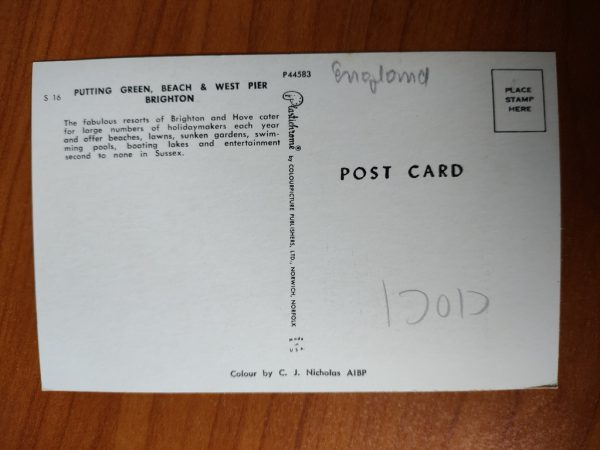 S 16
PUTTING GREEN, BEACH & WEST PIER
BRIGHTON
The fabulous resorts of Brighton and Hove cater
for large numbers of holidaymakers each year
and offer beaches, lawns, sunken gardens, swim-
ming pools, boating lakes and entertainment
second to none in Sussex.
P44583
Plastichrome® by COLOURPICTURE PUBLISHERS, LTD., NORWICH, NORFOLK
MADE
IN
USA
England
PLACE
STAMP
HERE
POST CARD
Colour by C. J. Nicholas AIBP